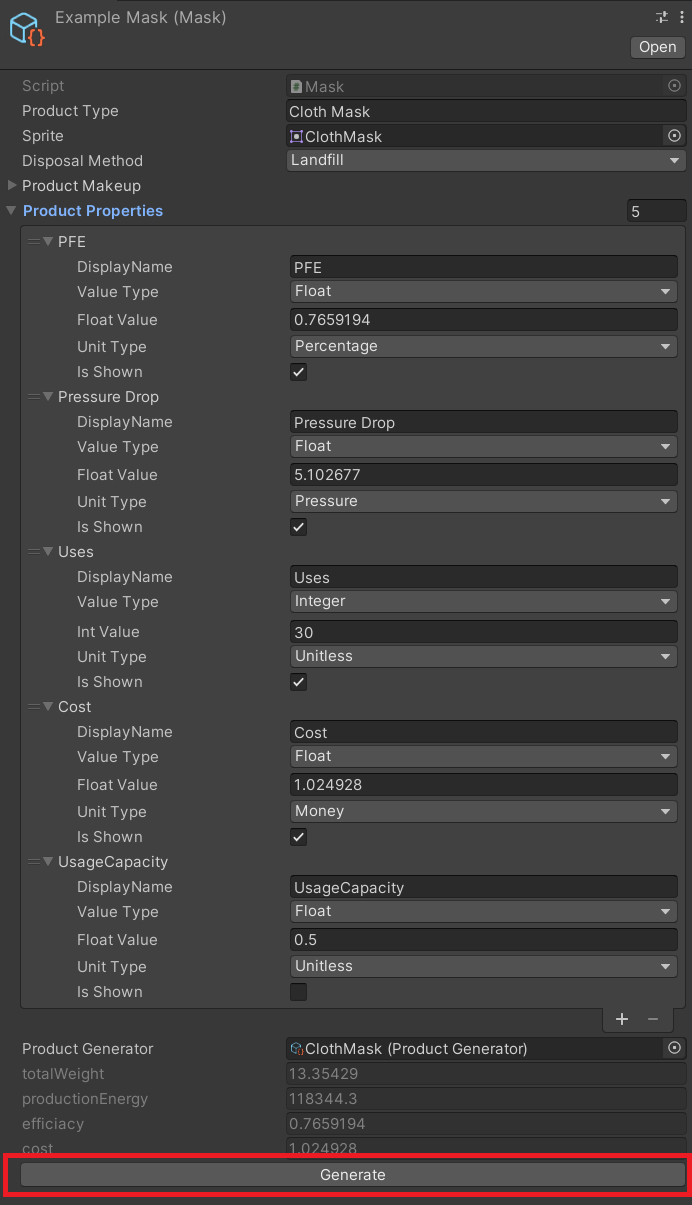 Example Mask (Mask)
Open
Script Mask
Product Type Cloth Mask
Sprite ClothMask
Disposal Method Landfill
Product Makeup
Product Properties 5
PFE
DisplayName PFE
Value Type Float
Float Value 0.7659194
Unit Type Percentage
Is Shown
Pressure Drop
DisplayName Pressure Drop
Value Type Float
Float Value 5.102677
Unit Type Pressure
Is Shown
Uses
DisplayName Uses
Value Type Integer
Int Value 30
Unit Type Unitless
Is Shown
Cost
DisplayName Cost
Value Type Float
Float Value 1.024928
Unit Type Money
Is Shown
UsageCapacity
DisplayName UsageCapacity
Value Type Float
Float Value 0.5
Unit Type Unitless
Is Shown
+ −
Product Generator ClothMask (Product Generator)
totalWeight 13.35429
productionEnergy 118344.3
efficiacy 0.7659194
cost 1.024928
Generate